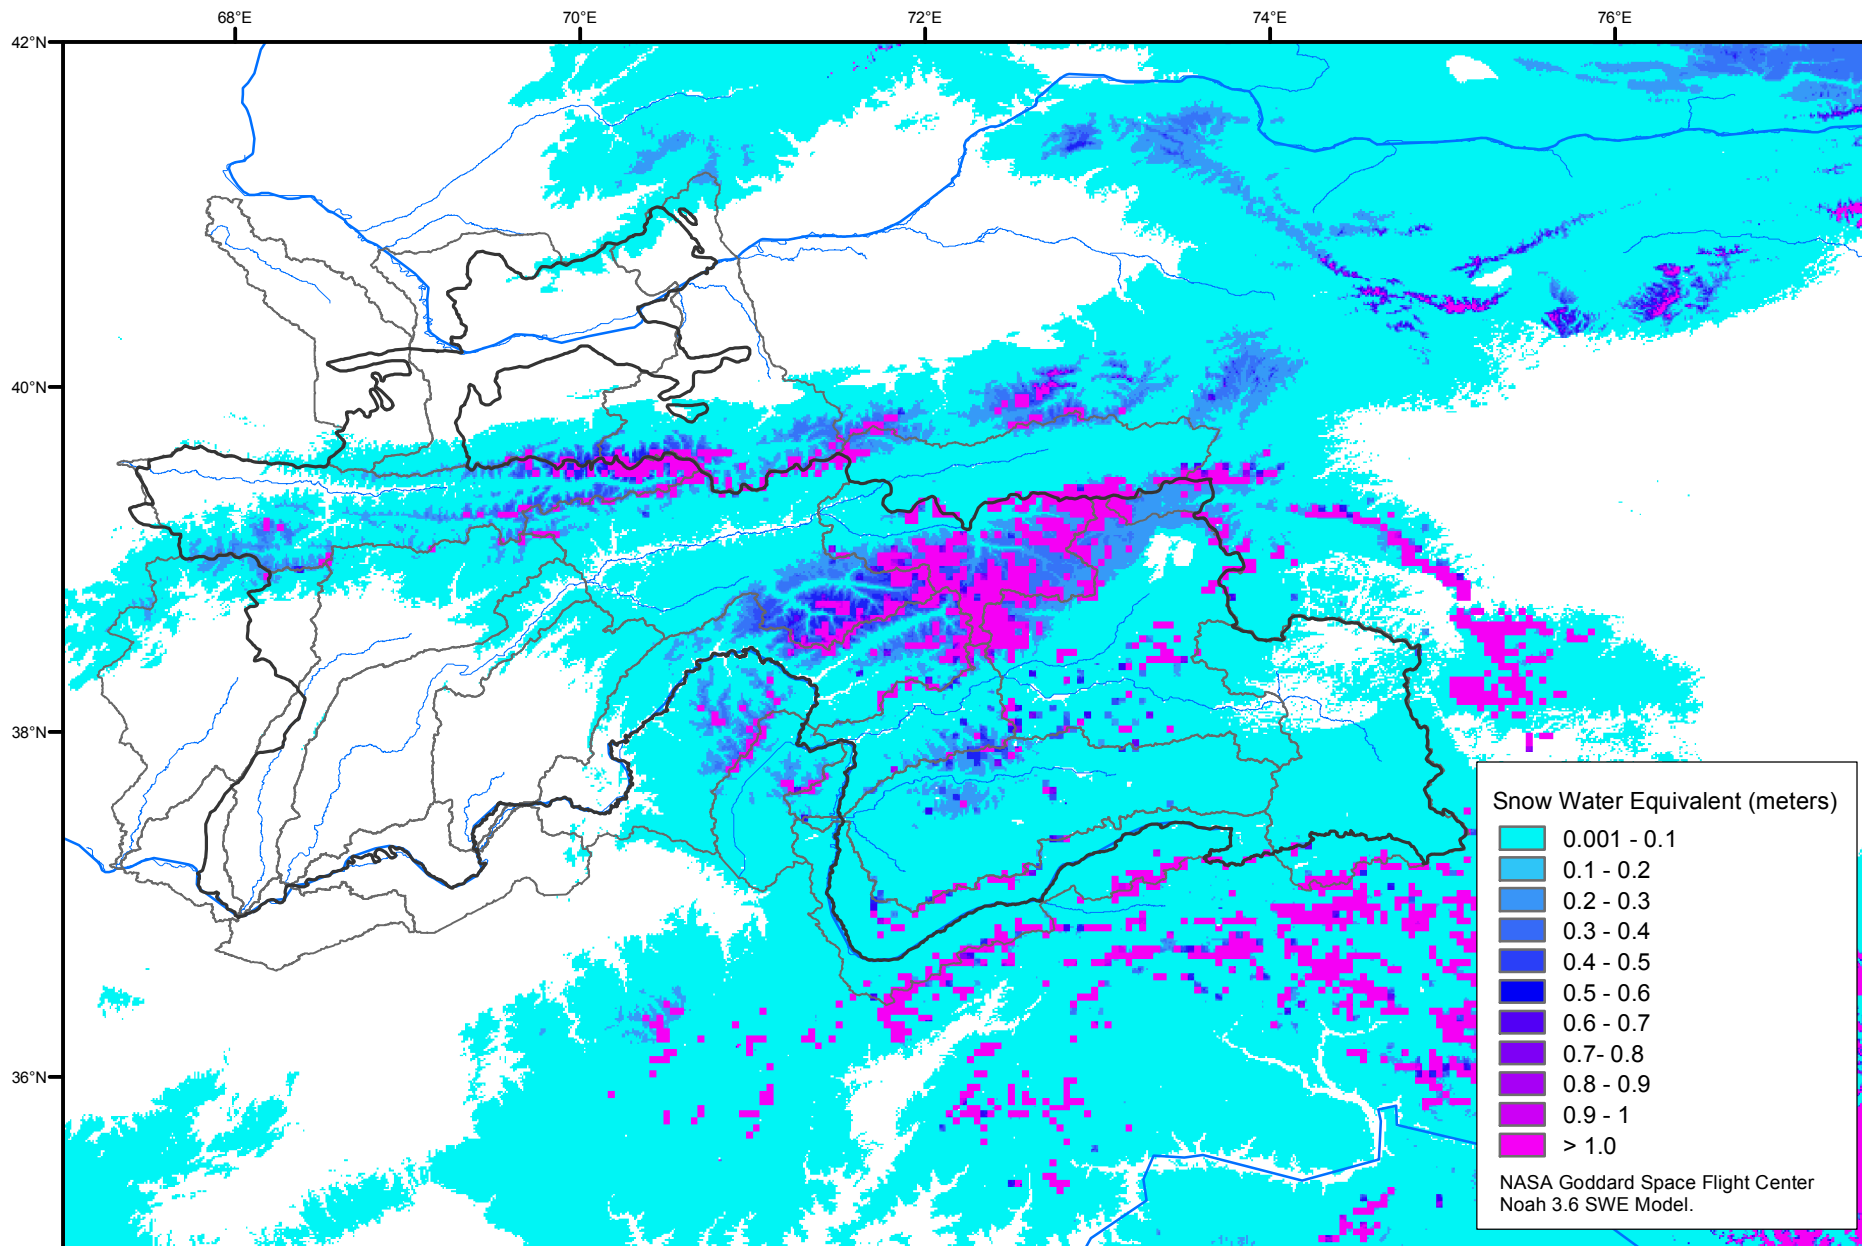 68°E 70°E 72°E 74°E 76°E
42°N
40°N
38°N
36°N
Snow Water Equivalent (meters)
0.001 - 0.1
0.1 - 0.2
0.2 - 0.3
0.3 - 0.4
0.4 - 0.5
0.5 - 0.6
0.6 - 0.7
0.7- 0.8
0.8 - 0.9
0.9 - 1
> 1.0
NASA Goddard Space Flight Center
Noah 3.6 SWE Model.